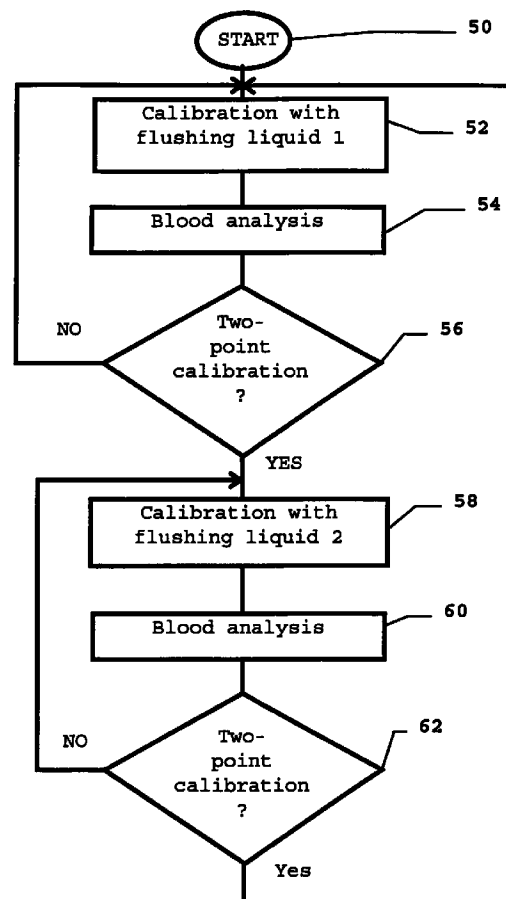 START
50
Calibration with
flushing liquid 1
52
Blood analysis
54
Two-
point
calibration
?
56
NO
YES
Calibration with
flushing liquid 2
58
Blood analysis
60
Two-
point
calibration
?
62
NO
Yes